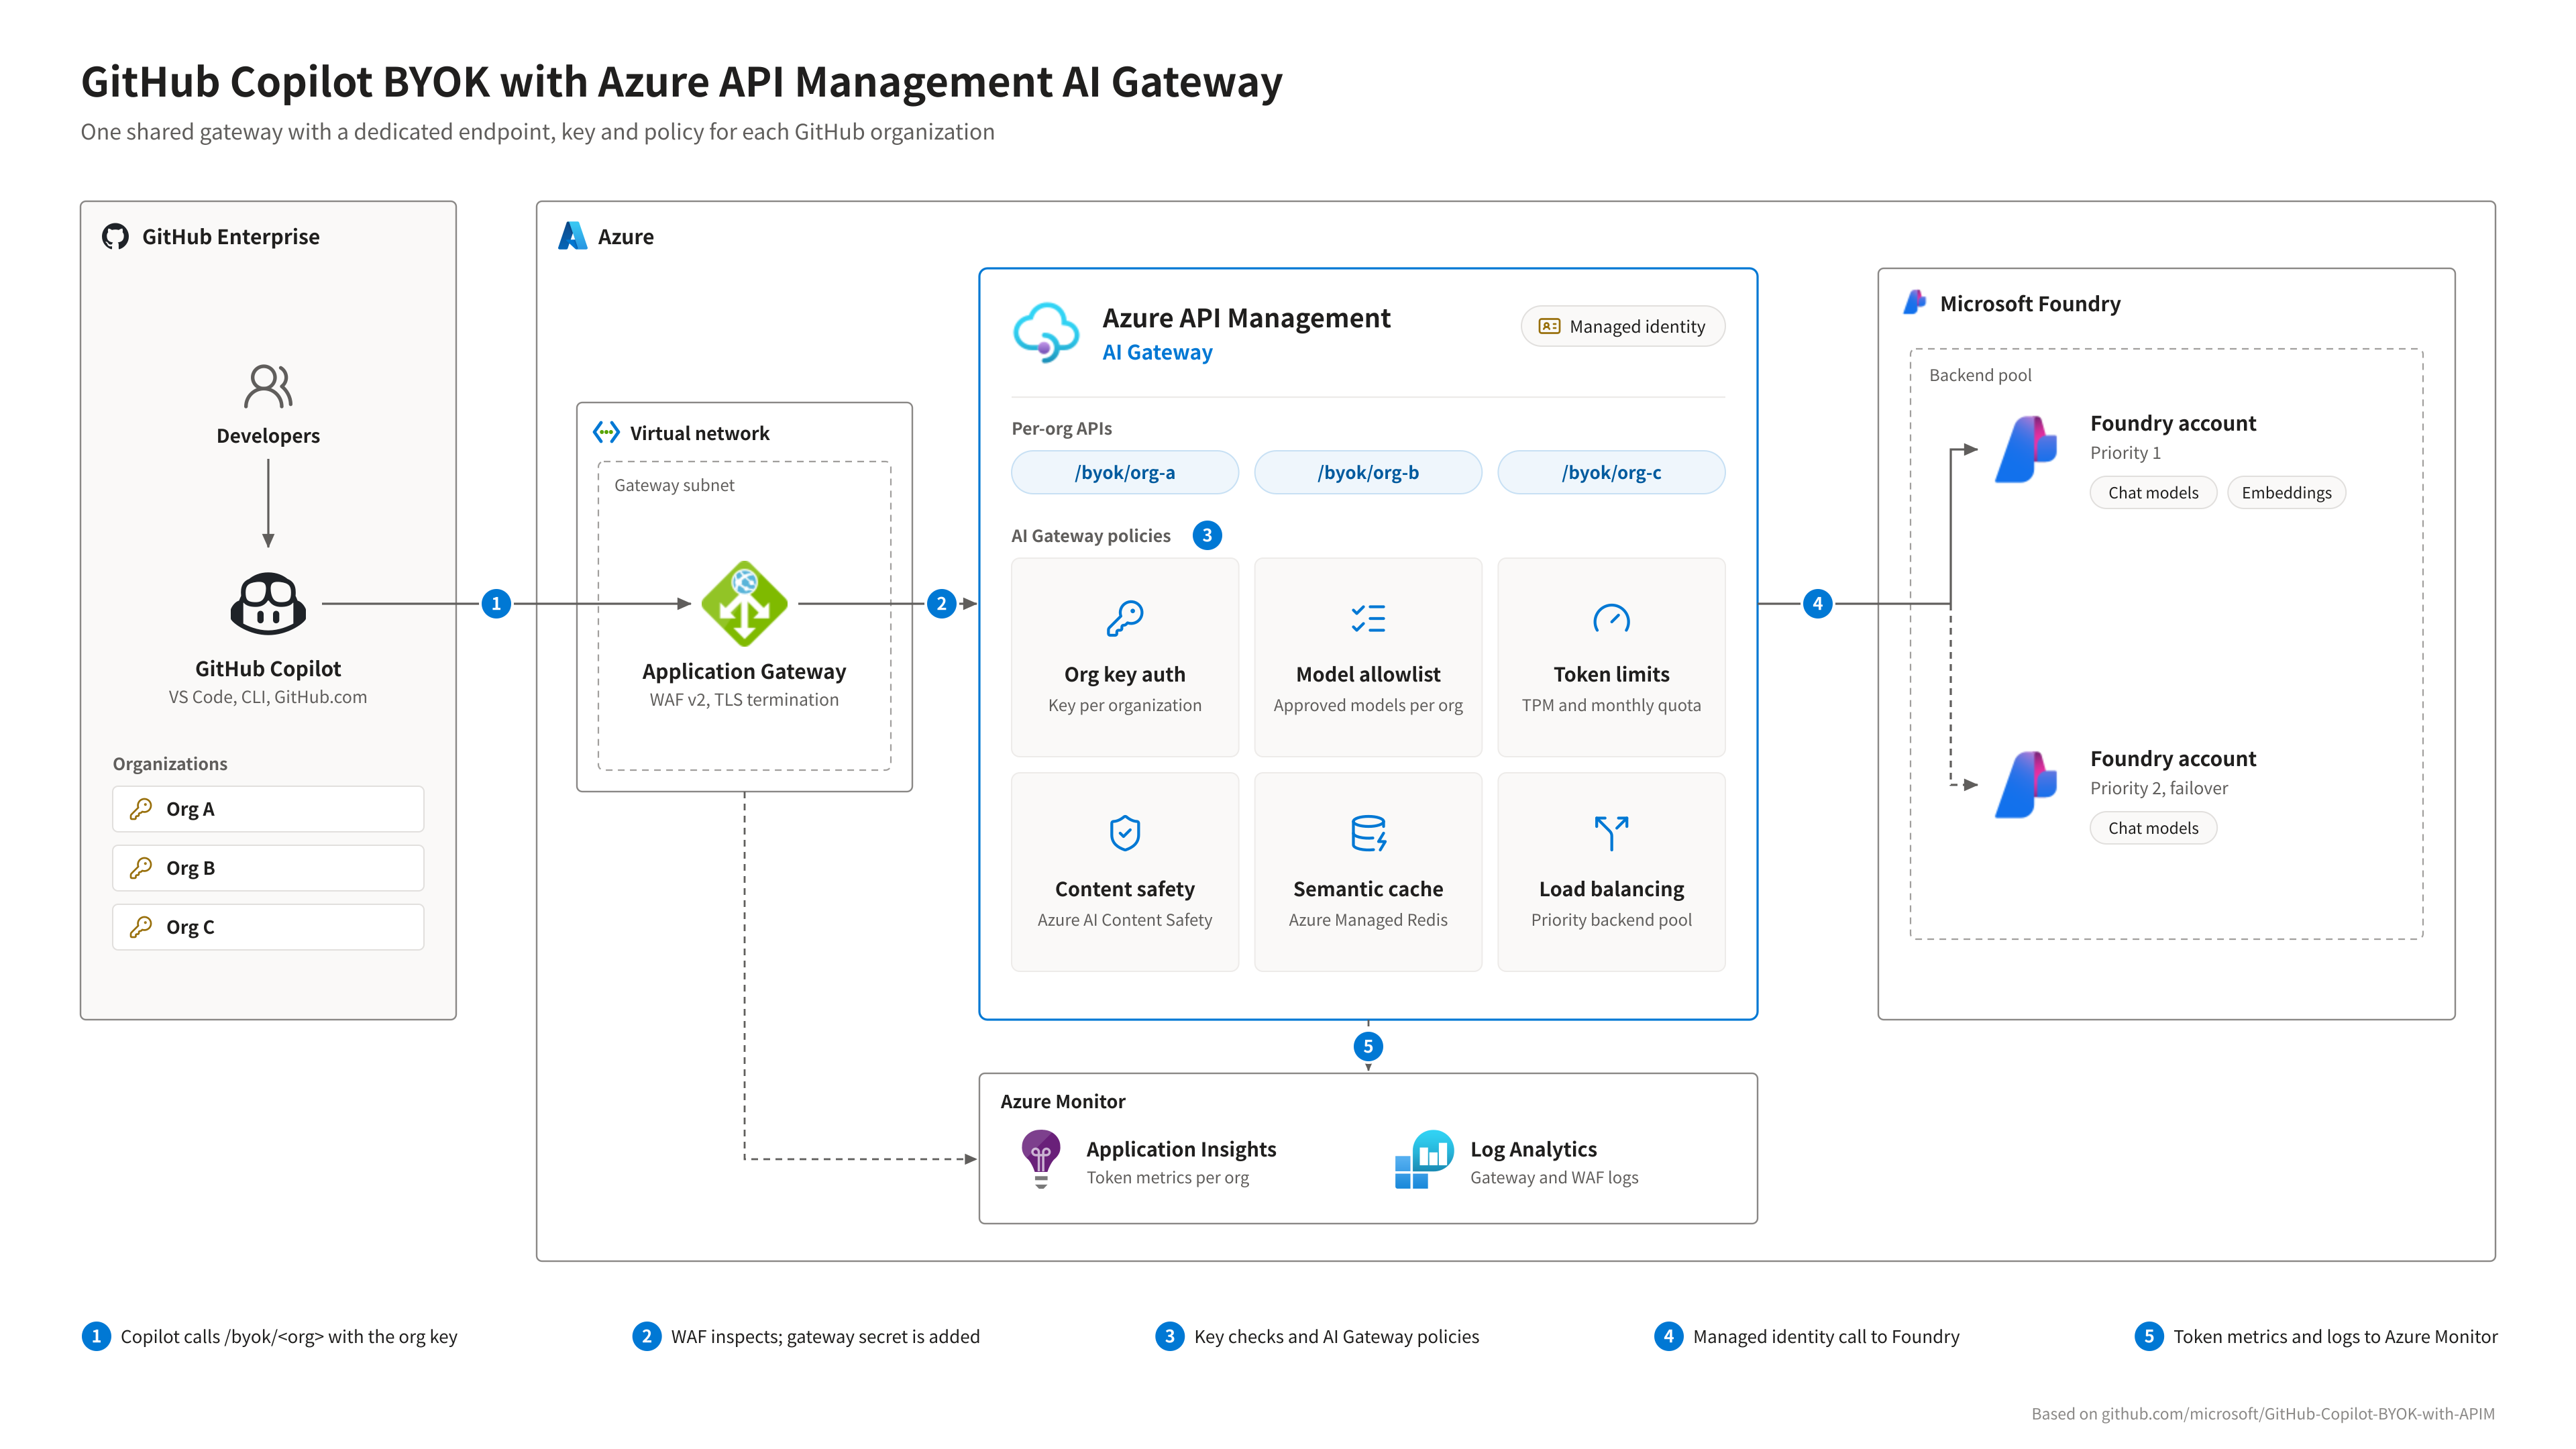 GitHub Copilot BYOK with Azure API Management AI Gateway
One shared gateway with a dedicated endpoint, key and policy for each GitHub organization
GitHub Enterprise
Developers
GitHub Copilot
VS Code, CLI, GitHub.com
Organizations
Org A
Org B
Org C
1
Azure
Virtual network
Gateway subnet
Application Gateway
WAF v2, TLS termination
2
Azure API Management
AI Gateway
Managed identity
Per-org APIs
/byok/org-a
/byok/org-b
/byok/org-c
AI Gateway policies
3
Org key auth
Key per organization
Model allowlist
Approved models per org
Token limits
TPM and monthly quota
Content safety
Azure AI Content Safety
Semantic cache
Azure Managed Redis
Load balancing
Priority backend pool
4
Microsoft Foundry
Backend pool
Foundry account
Priority 1
Chat models
Embeddings
Foundry account
Priority 2, failover
Chat models
5
Azure Monitor
Application Insights
Token metrics per org
Log Analytics
Gateway and WAF logs
1 Copilot calls /byok/<org> with the org key
2 WAF inspects; gateway secret is added
3 Key checks and AI Gateway policies
4 Managed identity call to Foundry
5 Token metrics and logs to Azure Monitor
Based on github.com/microsoft/GitHub-Copilot-BYOK-with-APIM